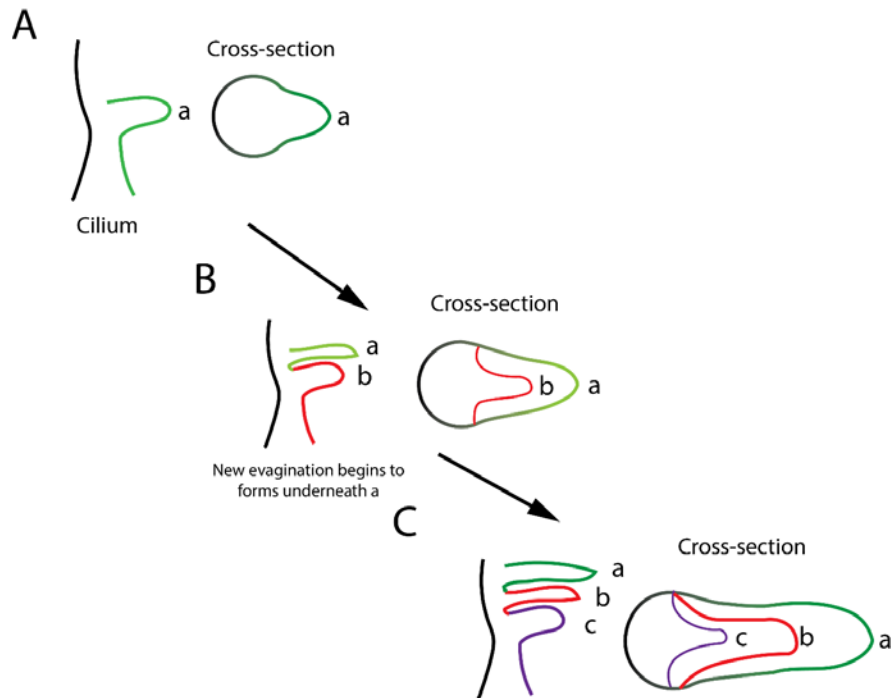 A
Cross-section
a
a
Cilium
B
Cross-section
a
b
b
a
New evagination begins to
forms underneath a
C
Cross-section
a
b
c
c
b
a